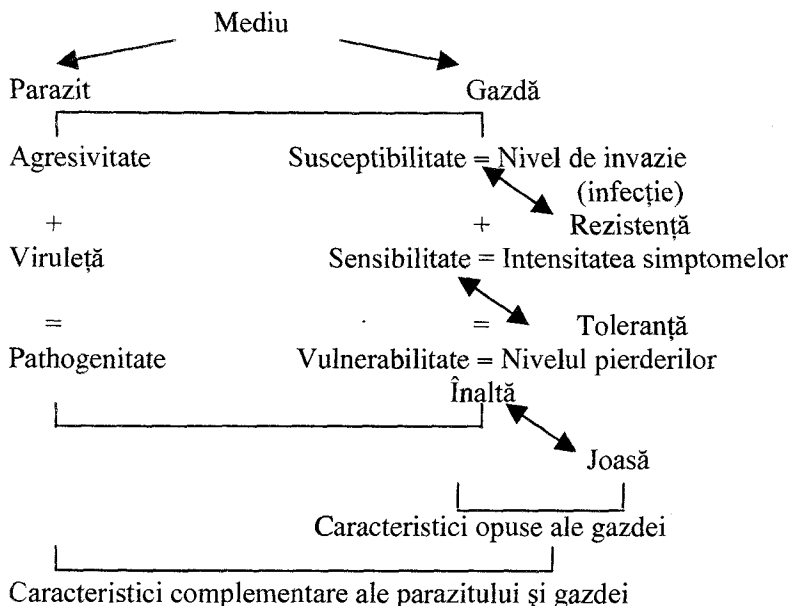 Mediu
Parazit Gazdă
Agresivitate Susceptibilitate = Nivel de invazie
(infecție)
+ + Rezistență
Viruleță Sensibilitate = Intensitatea simptomelor
= = Toleranță
Pathogenitate Vulnerabilitate = Nivelul pierderilor
Înaltă
Joasă
Caracteristici opuse ale gazdei
Caracteristici complementare ale parazitului și gazdei